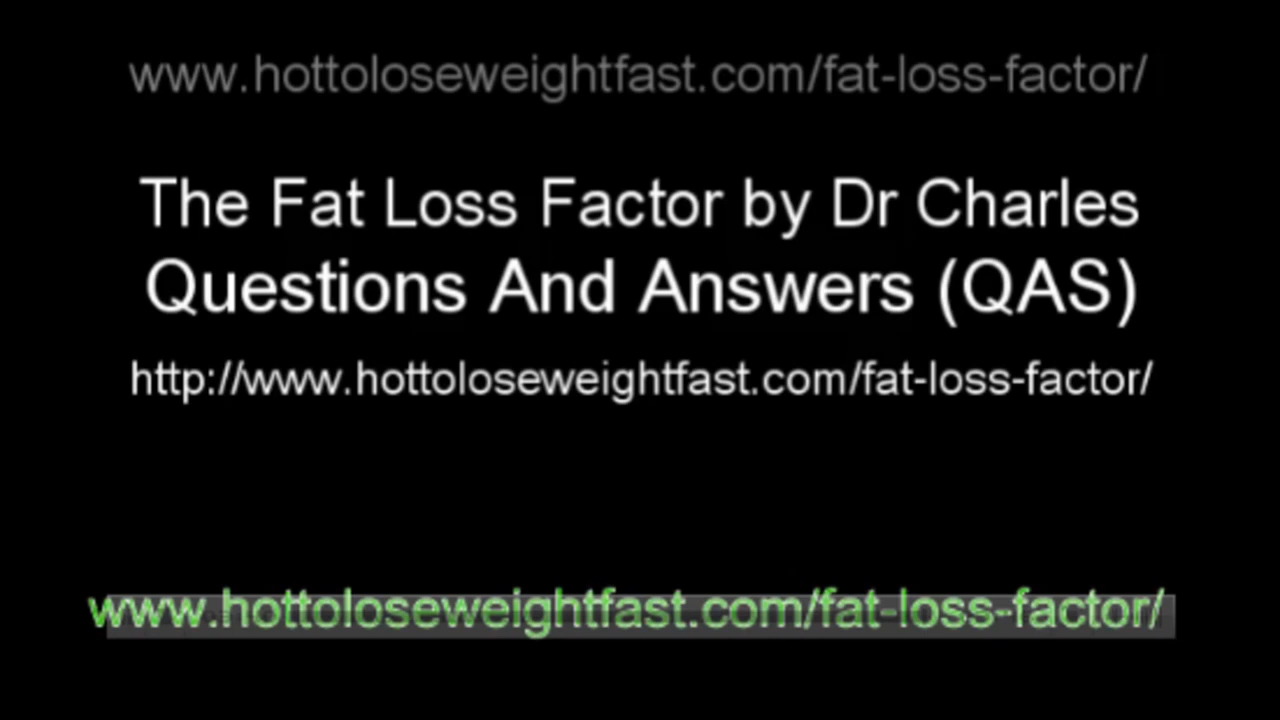 www.hottoloseweightfast.com/fat-loss-factor/
The Fat Loss Factor by Dr Charles
Questions And Answers (QAS)
http://www.hottoloseweightfast.com/fat-loss-factor/
www.hottoloseweightfast.com/fat-loss-factor/